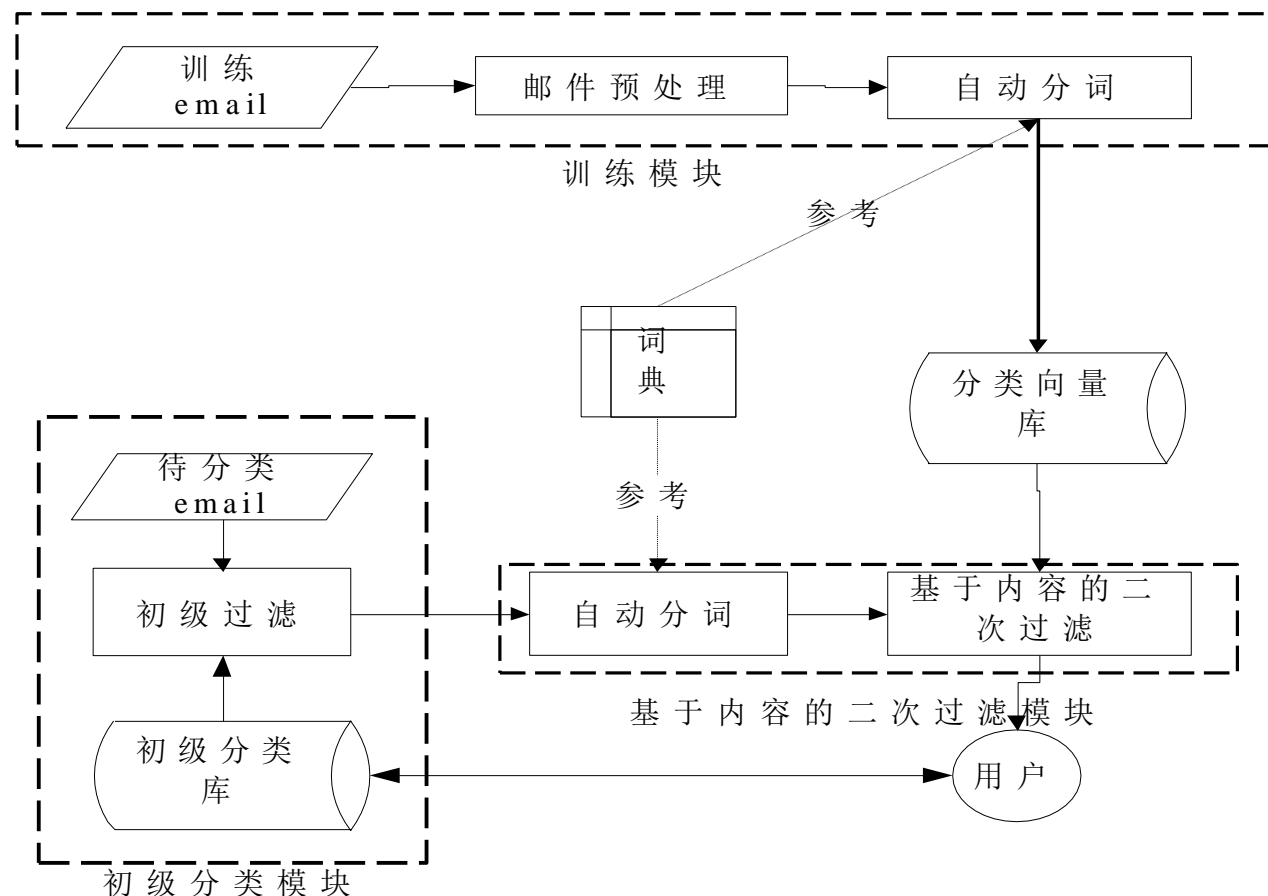 训练
email
邮件预处理
自动分词
训练模块
参考
词
典
分类向量
库
待分类
email
参考
初级过滤
自动分词
基于内容的二
次过滤
基于内容的二次过滤模块
初级分类
库
用户
初级分类模块